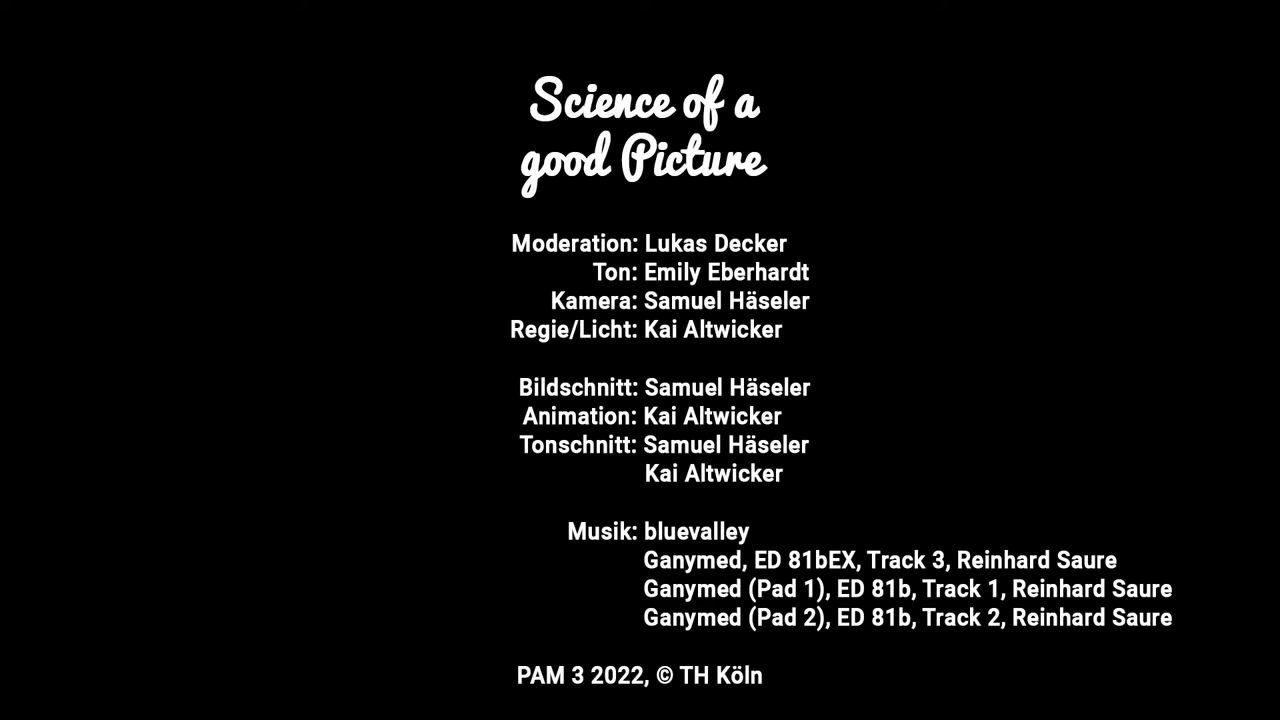 Science of a
good Picture
Moderation: Lukas Decker
Ton: Emily Eberhardt
Kamera: Samuel Häseler
Regie/Licht: Kai Altwicker
Bildschnitt: Samuel Häseler
Animation: Kai Altwicker
Tonschnitt: Samuel Häseler
Kai Altwicker
Musik: bluevalley
Ganymed, ED 81bEX, Track 3, Reinhard Saure
Ganymed (Pad 1), ED 81b, Track 1, Reinhard Saure
Ganymed (Pad 2), ED 81b, Track 2, Reinhard Saure
PAM 3 2022, © TH Köln